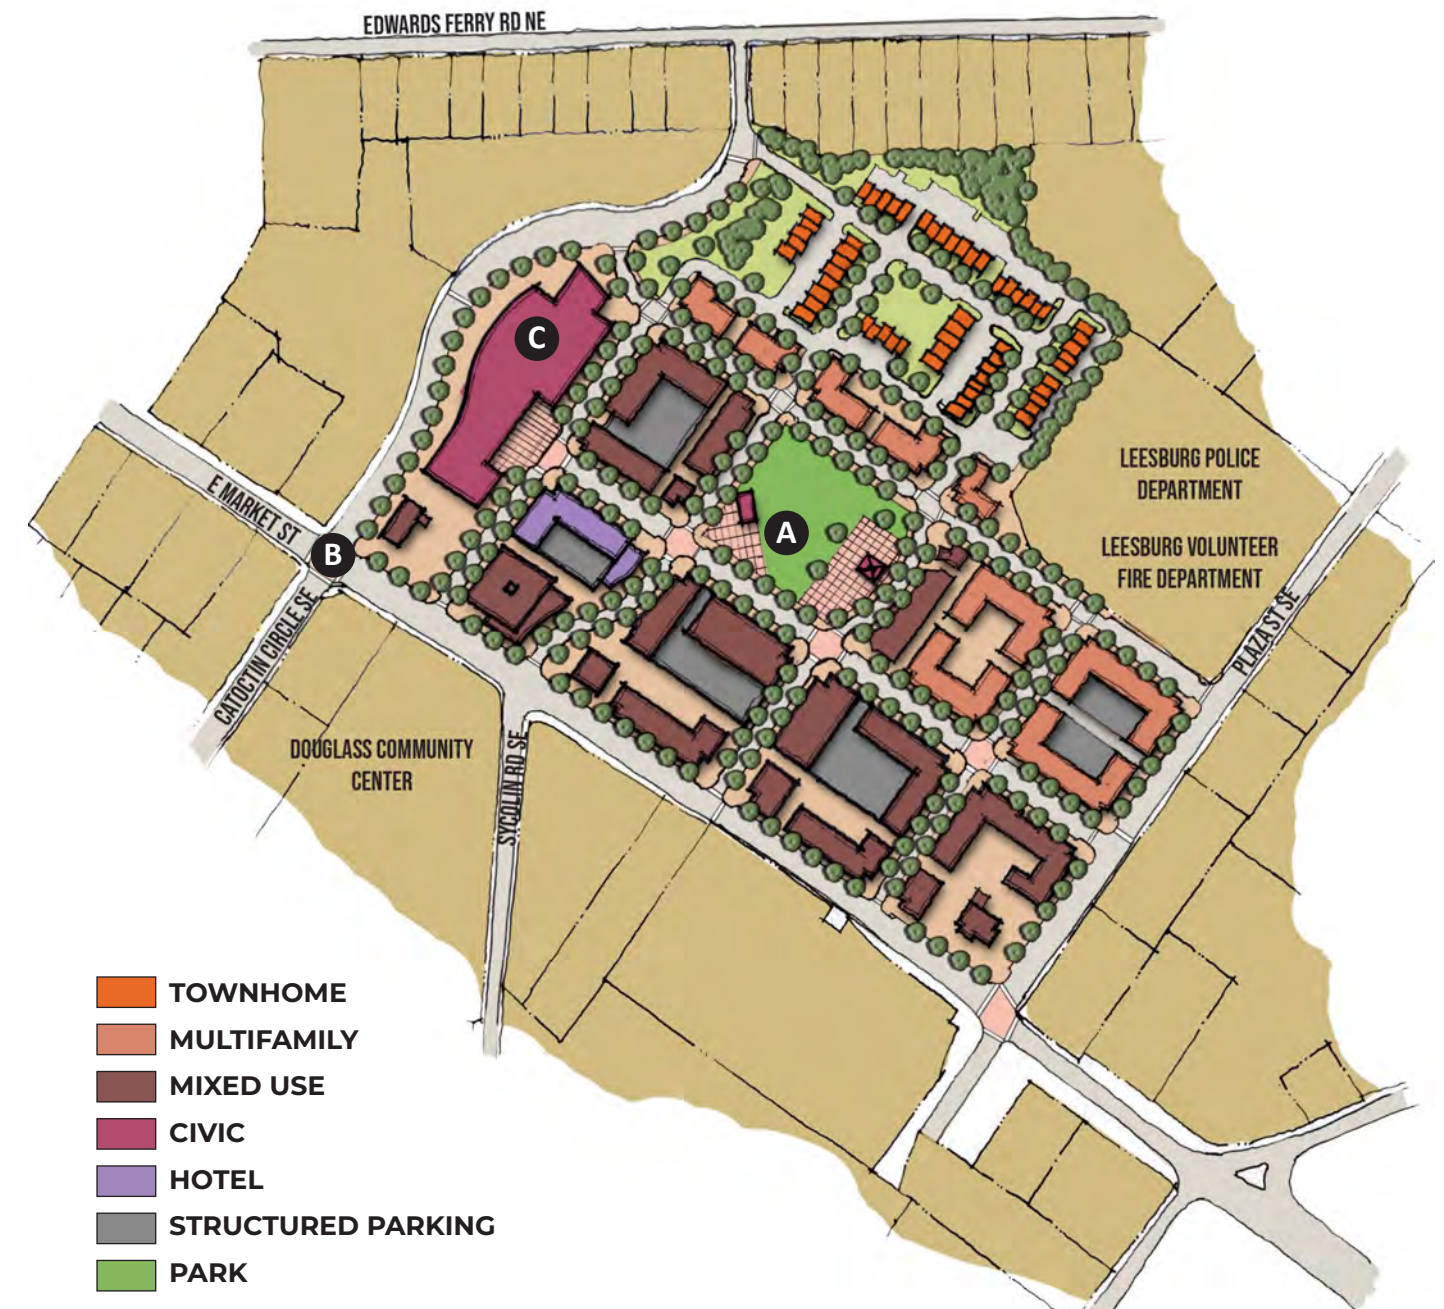 EDWARDS FERRY RD NE
C
E MARKET ST
B
A
LEESBURG POLICE
DEPARTMENT
LEESBURG VOLUNTEER
FIRE DEPARTMENT
PLAZA ST SE
CATOCTIN CIRCLE SE
DOUGLASS COMMUNITY
CENTER
SYCOLIN RD SE
TOWNHOME
MULTIFAMILY
MIXED USE
CIVIC
HOTEL
STRUCTURED PARKING
PARK